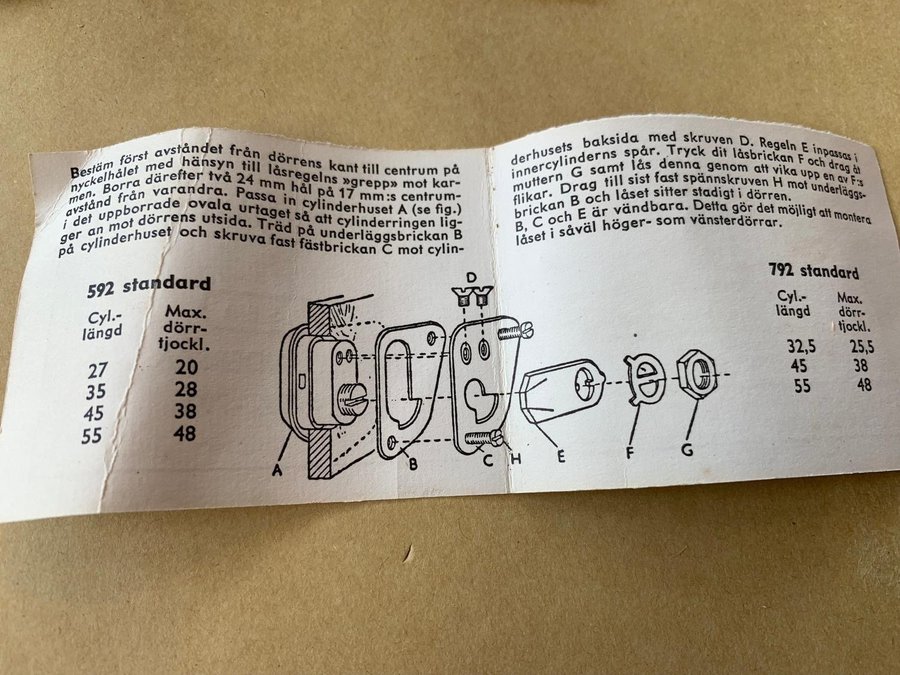 Bestäm först avståndet från dörrens kant till centrum på
nyckelhålet med hänsyn till låsregelns »grepp» mot kar-
men. Borra därefter två 24 mm hål på 17 mm:s centrum-
avstånd från varandra. Passa in cylinderhuset A (se fig.)
i det uppborrade ovala urtaget så att cylinderringen lig-
ger an mot dörrens utsida. Träd på underläggsbrickan B
på cylinderhuset och skruva fast fästbrickan C mot cylin-
derhusets baksida med skruven D. Regeln E inpassas i
innercylinderns spår. Tryck dit låsbrickan F och drag åt
muttern G samt lås denna genom att vika upp en av F:s
flikar. Drag till sist fast spännskruven H mot underläggs-
brickan B och låset sitter stadigt i dörren.
B, C och E är vändbara. Detta gör det möjligt att montera
låset i såväl höger- som vänsterdörrar.
592 standard
Cyl.- Max.
längd dörr-
tjockl.
27 20
35 28
45 38
55 48
D
A B C H E F G
792 standard
Cyl.- Max.
längd dörr-
tjockl.
32,5 25,5
45 38
55 48